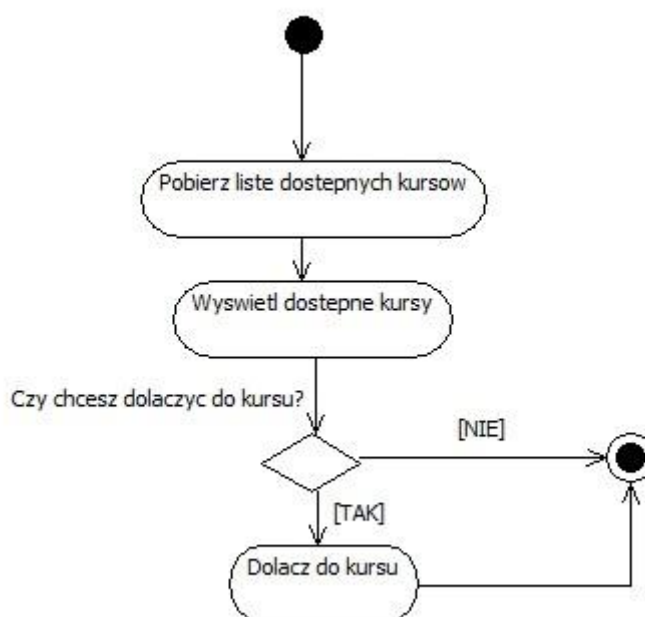 Pobierz liste dostepnych kursow
Wyswietl dostepne kursy
Czy chcesz dolaczyc do kursu?
[NIE]
[TAK]
Dolacz do kursu